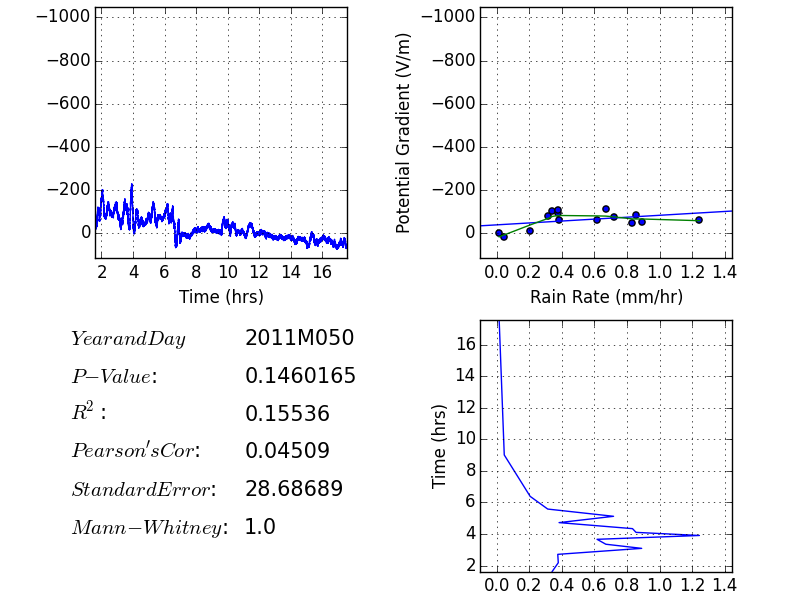 −1000
−800
−600
−400
−200
0
2 4 6 8 10 12 14 16
Time (hrs)
Potential Gradient (V/m)
−1000
−800
−600
−400
−200
0
0.0 0.2 0.4 0.6 0.8 1.0 1.2 1.4
Rain Rate (mm/hr)
YearandDay 2011M050
P−Value: 0.1460165
R²: 0.15536
Pearson'sCor: 0.04509
StandardError: 28.68689
Mann−Whitney: 1.0
Time (hrs)
16
14
12
10
8
6
4
2
0.0 0.2 0.4 0.6 0.8 1.0 1.2 1.4